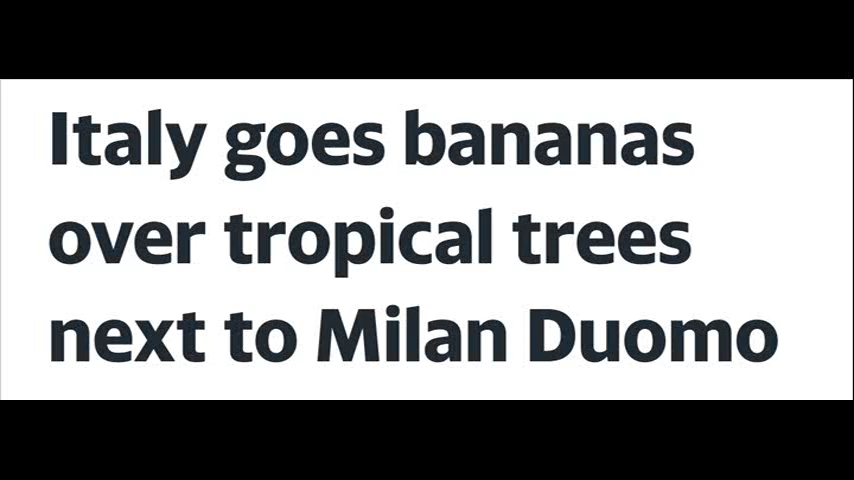 Italy goes bananas
over tropical trees
next to Milan Duomo